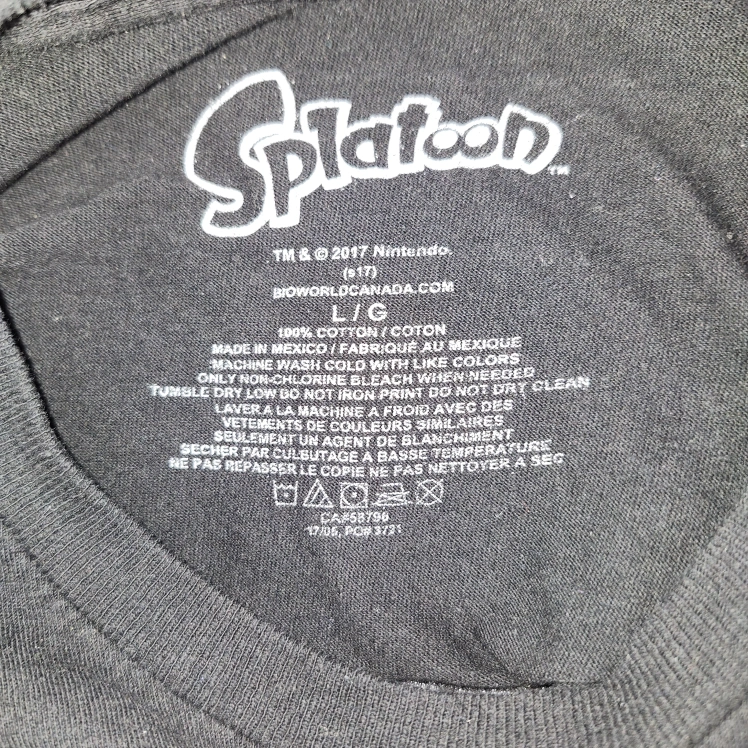 Splatoon™
TM & © 2017 Nintendo.
(s17)
BIOWORLDCANADA.COM
L / G
100% COTTON / COTON
MADE IN MEXICO / FABRIQUÉ AU MEXIQUE
MACHINE WASH COLD WITH LIKE COLORS
ONLY NON-CHLORINE BLEACH WHEN NEEDED
TUMBLE DRY LOW DO NOT IRON PRINT DO NOT DRY CLEAN
LAVER A LA MACHINE A FROID AVEC DES
VETEMENTS DE COULEURS SIMILAIRES
SEULEMENT UN AGENT DE BLANCHIMENT
SECHER PAR CULBUTAGE A BASSE TEMPERATURE
NE PAS REPASSER LE COPIE NE PAS NETTOYER A SEC
CA#58796
17/05, PO# 3721